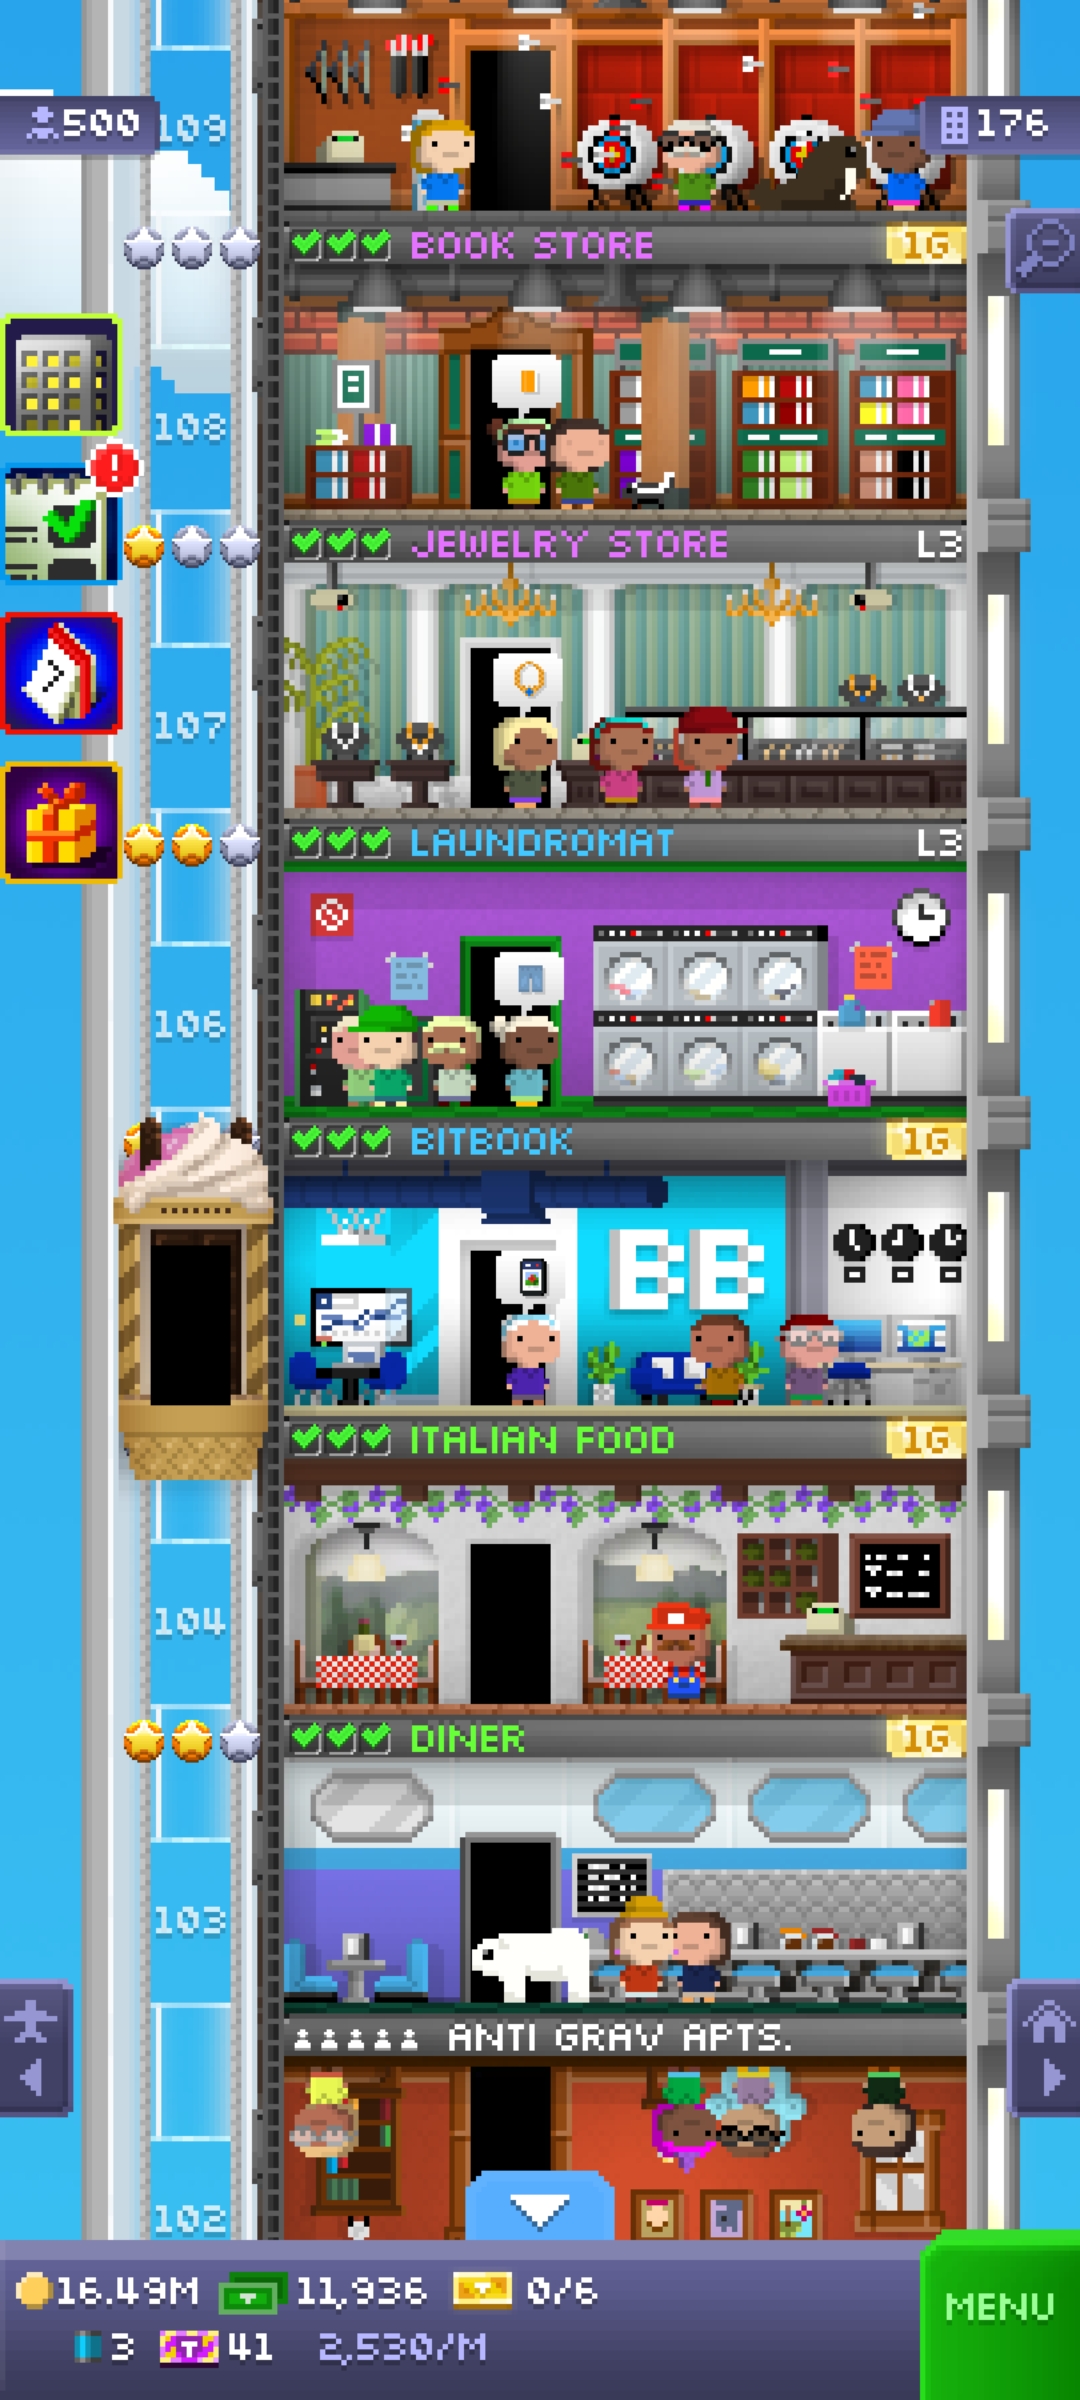 500
109
176
BOOK STORE 1G
108
JEWELRY STORE L3
7
107
LAUNDROMAT L3
106
BITBOOK 1G
BB
ITALIAN FOOD 1G
104
DINER 1G
103
ANTI GRAV APTS.
102
16.49M 11,936 0/6
3 T 41 2,530/M
MENU